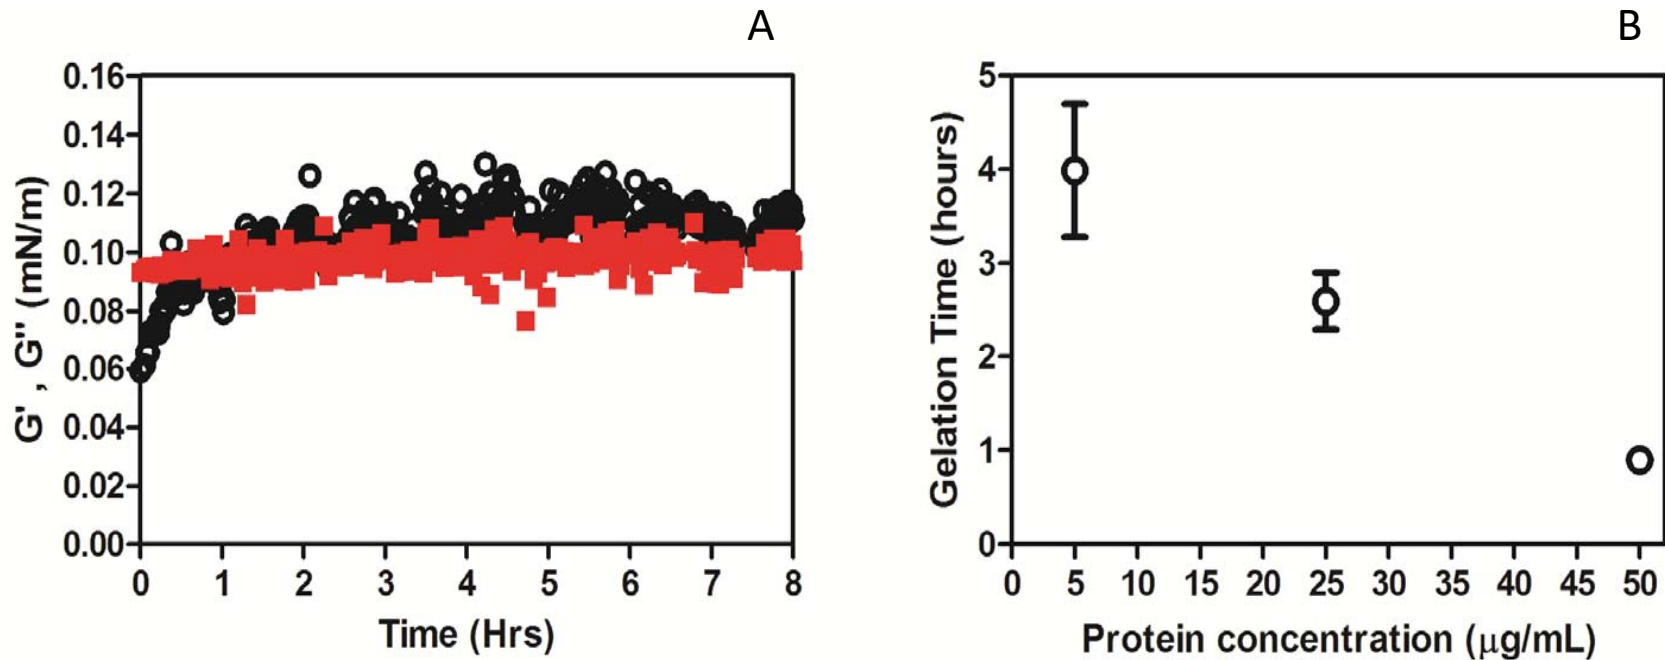 A
0.16
0.14
0.12
0.10
0.08
0.06
0.04
0.02
0.00
G' , G'' (mN/m)
0 1 2 3 4 5 6 7 8
Time (Hrs)
B
5
4
3
2
1
0
Gelation Time (hours)
0 5 10 15 20 25 30 35 40 45 50
Protein concentration (μg/mL)